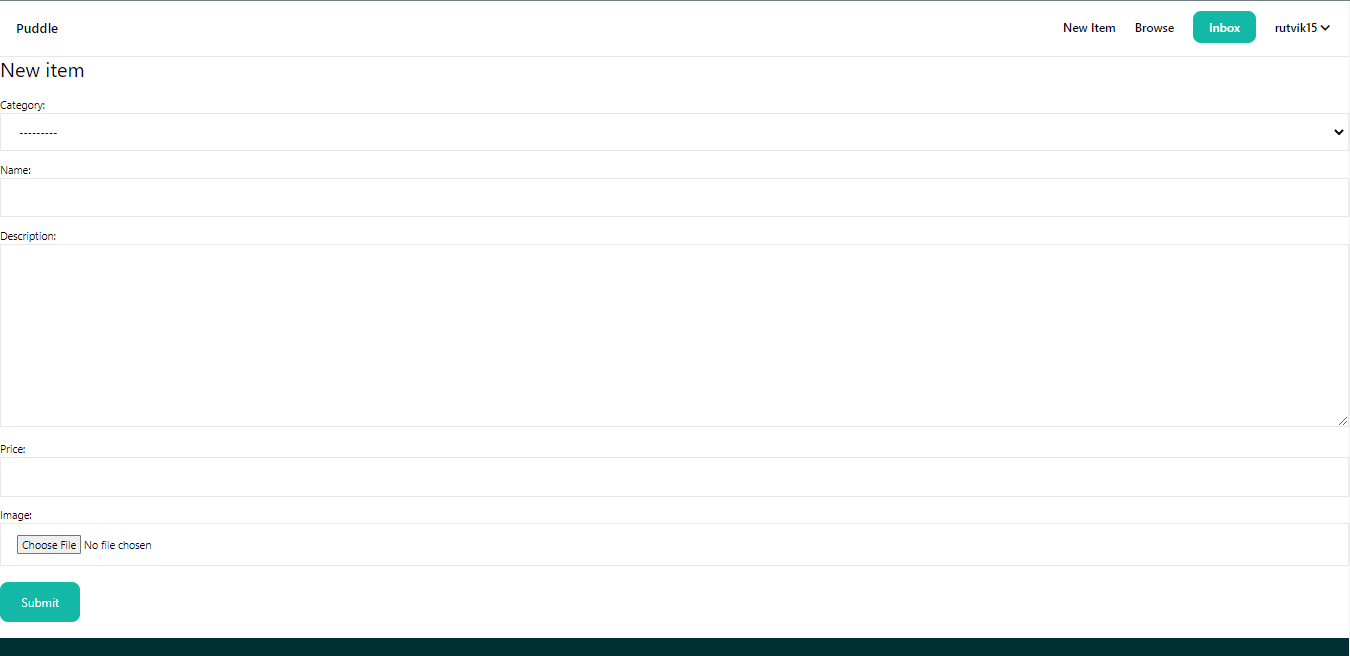 Puddle
New Item Browse Inbox rutvik15
New item
Category:
---------
Name:
Description:
Price:
Image:
Choose File No file chosen
Submit